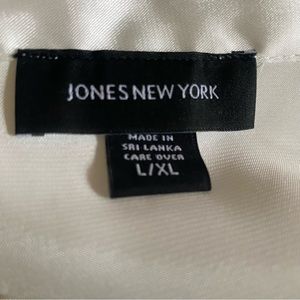 JONES NEW YORK
MADE IN
SRI LANKA
CARE OVER
L/XL